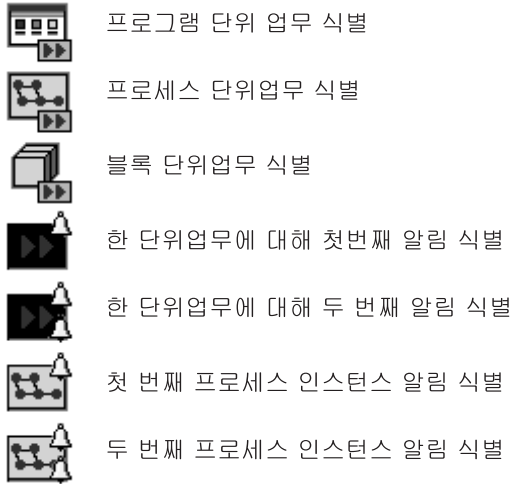 프로그램 단위 업무 식별
프로세스 단위업무 식별
블록 단위업무 식별
한 단위업무에 대해 첫번째 알림 식별
한 단위업무에 대해 두 번째 알림 식별
첫 번째 프로세스 인스턴스 알림 식별
두 번째 프로세스 인스턴스 알림 식별